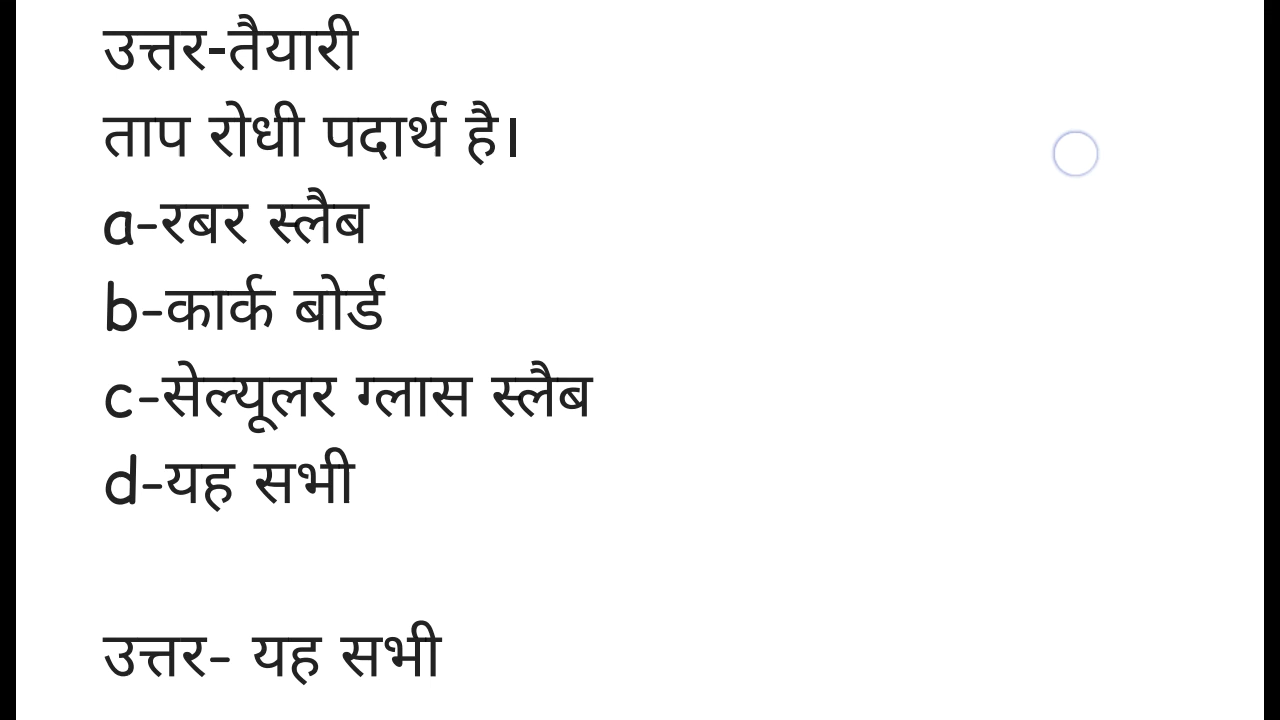 उत्तर-तैयारी
ताप रोधी पदार्थ है।
a-रबर स्लैब
b-कार्क बोर्ड
c-सेल्यूलर ग्लास स्लैब
d-यह सभी
उत्तर- यह सभी